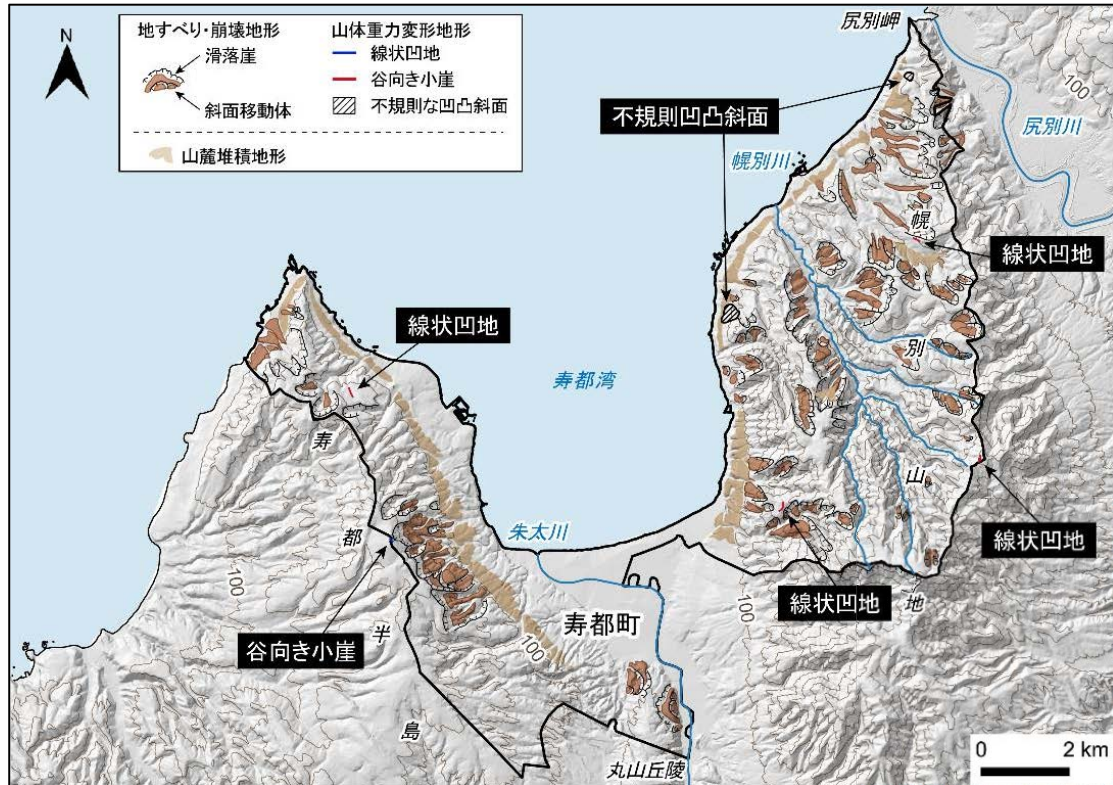 N
地すべり・崩壊地形
滑落崖
斜面移動体
山体重力変形地形
線状凹地
谷向き小崖
不規則な凹凸斜面
山麓堆積地形
尻別岬
100
尻別川
不規則凹凸斜面
幌別川
幌
線状凹地
線状凹地
寿都湾
別
寿
山
朱太川
都
線状凹地
100
線状凹地
地
100
寿都町
谷向き小崖
半
100
島
丸山丘陵
0 2 km